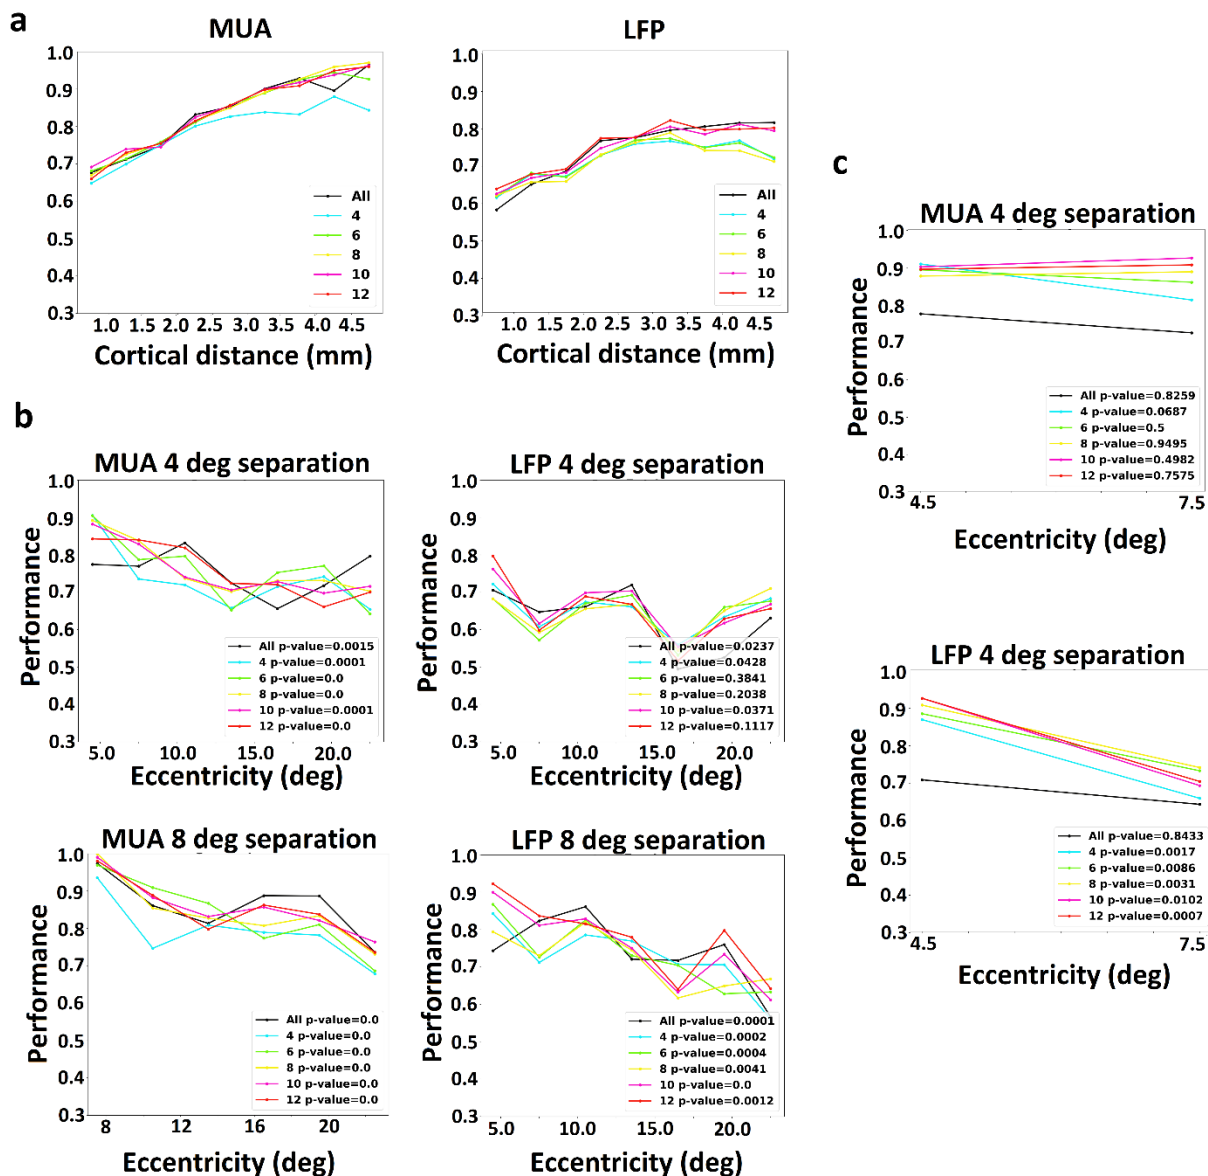 a
MUA
1.0
0.9
0.8
0.7
0.6
0.5
0.4
0.3
All
4
6
8
10
12
1.0 1.5 2.0 2.5 3.0 3.5 4.0 4.5
Cortical distance (mm)
LFP
1.0
0.9
0.8
0.7
0.6
0.5
0.4
0.3
All
4
6
8
10
12
1.0 1.5 2.0 2.5 3.0 3.5 4.0 4.5
Cortical distance (mm)
b
MUA 4 deg separation
Performance
1.0
0.9
0.8
0.7
0.6
0.5
0.4
0.3
All p-value=0.0015
4 p-value=0.0001
6 p-value=0.0
8 p-value=0.0
10 p-value=0.0001
12 p-value=0.0
5.0 10.0 15.0 20.0
Eccentricity (deg)
LFP 4 deg separation
Performance
1.0
0.9
0.8
0.7
0.6
0.5
0.4
0.3
All p-value=0.0237
4 p-value=0.0428
6 p-value=0.3841
8 p-value=0.2038
10 p-value=0.0371
12 p-value=0.1117
5.0 10.0 15.0 20.0
Eccentricity (deg)
MUA 8 deg separation
Performance
1.0
0.9
0.8
0.7
0.6
0.5
0.4
0.3
All p-value=0.0
4 p-value=0.0
6 p-value=0.0
8 p-value=0.0
10 p-value=0.0
12 p-value=0.0
8 12 16 20
Eccentricity (deg)
LFP 8 deg separation
Performance
1.0
0.9
0.8
0.7
0.6
0.5
0.4
0.3
All p-value=0.0001
4 p-value=0.0002
6 p-value=0.0004
8 p-value=0.0041
10 p-value=0.0
12 p-value=0.0012
5.0 10.0 15.0 20.0
Eccentricity (deg)
c
MUA 4 deg separation
Performance
1.0
0.9
0.8
0.7
0.6
0.5
0.4
0.3
All p-value=0.8259
4 p-value=0.0687
6 p-value=0.5
8 p-value=0.9495
10 p-value=0.4982
12 p-value=0.7575
4.5 7.5
Eccentricity (deg)
LFP 4 deg separation
Performance
1.0
0.9
0.8
0.7
0.6
0.5
0.4
0.3
All p-value=0.8433
4 p-value=0.0017
6 p-value=0.0086
8 p-value=0.0031
10 p-value=0.0102
12 p-value=0.0007
4.5 7.5
Eccentricity (deg)